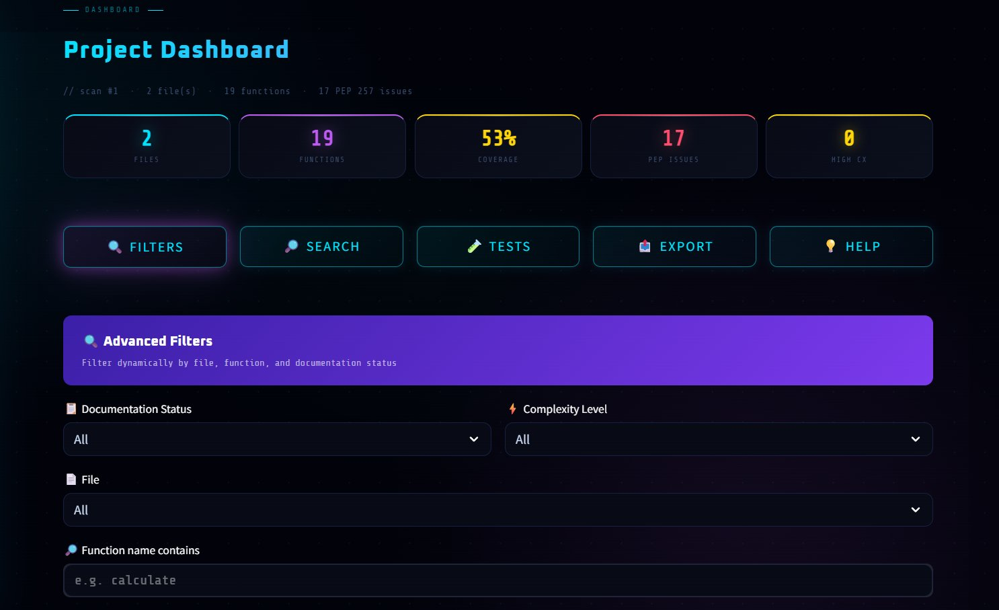 DASHBOARD
Project Dashboard
// scan #1 · 2 file(s) · 19 functions · 17 PEP 257 issues
2
FILES
19
FUNCTIONS
53%
COVERAGE
17
PEP ISSUES
0
HIGH CX
FILTERS
SEARCH
TESTS
EXPORT
HELP
Advanced Filters
Filter dynamically by file, function, and documentation status
Documentation Status
Complexity Level
All
All
File
All
Function name contains
e.g. calculate